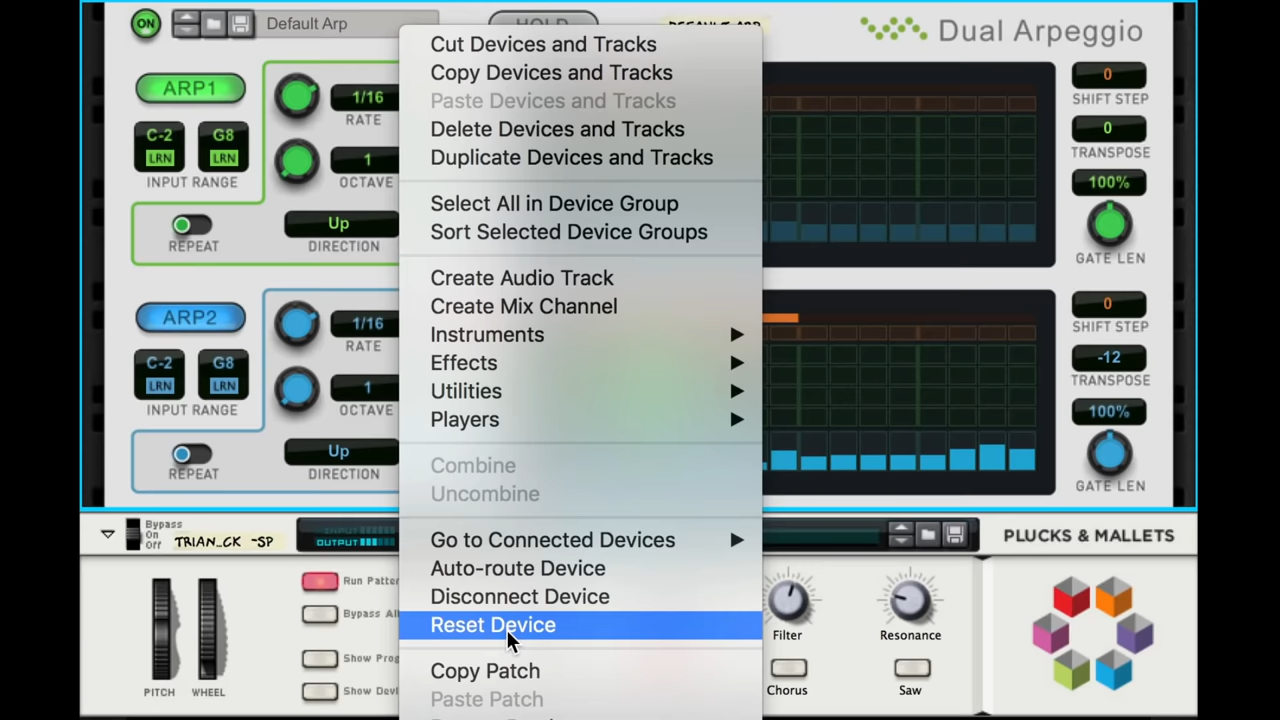 ON
Default Arp
Dual Arpeggio
ARP1
C-2
G8
LRN
LRN
INPUT RANGE
REPEAT
1/16
RATE
1
OCTAVE
Up
DIRECTION
0
SHIFT STEP
0
TRANSPOSE
100%
GATE LEN
ARP2
C-2
G8
LRN
LRN
INPUT RANGE
REPEAT
1/16
RATE
1
OCTAVE
Up
DIRECTION
0
SHIFT STEP
-12
TRANSPOSE
100%
GATE LEN
Cut Devices and Tracks
Copy Devices and Tracks
Paste Devices and Tracks
Delete Devices and Tracks
Duplicate Devices and Tracks
Select All in Device Group
Sort Selected Device Groups
Create Audio Track
Create Mix Channel
Instruments
Effects
Utilities
Players
Combine
Uncombine
Go to Connected Devices
Auto-route Device
Disconnect Device
Reset Device
Copy Patch
Paste Patch
Bypass
On
Off
TRIAN_CK -SP
INPUT
OUTPUT
PLUCKS & MALLETS
PITCH
WHEEL
Run
Bypass
Show
Show
Filter
Resonance
Chorus
Saw